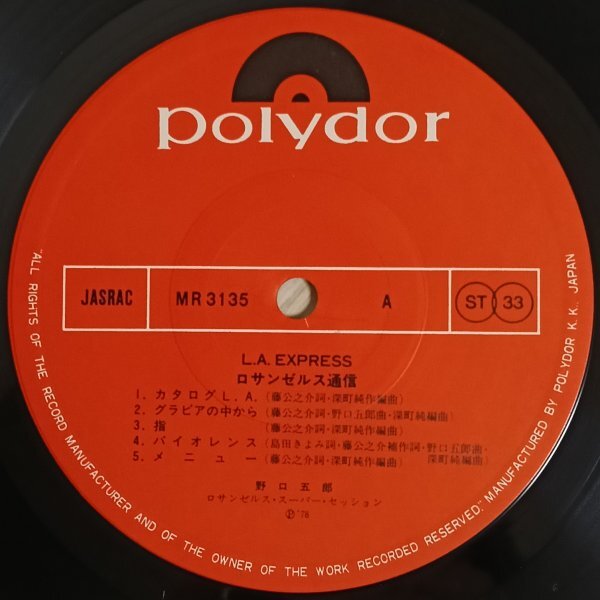 polydor
JASRAC MR 3135 A ST 33
L.A. EXPRESS
ロサンゼルス通信
1. カタログ L.A. (藤公之介詞・深町純作編曲)
2. グラビアの中から (藤公之介詞・野口五郎曲・深町純編曲)
3. 指 (藤公之介詞・深町純作編曲)
4. バイオレンス (島田きよみ詞・藤公之介補作詞・野口五郎曲・深町純編曲)
5. メニュー (藤公之介詞・深町純作編曲)
野口五郎
ロサンゼルス・スーパー・セッション
Ⓟ '78
"ALL RIGHTS OF THE RECORD MANUFACTURER AND OF THE OWNER OF THE WORK RECORDED RESERVED." MANUFACTURED BY POLYDOR K.K., JAPAN